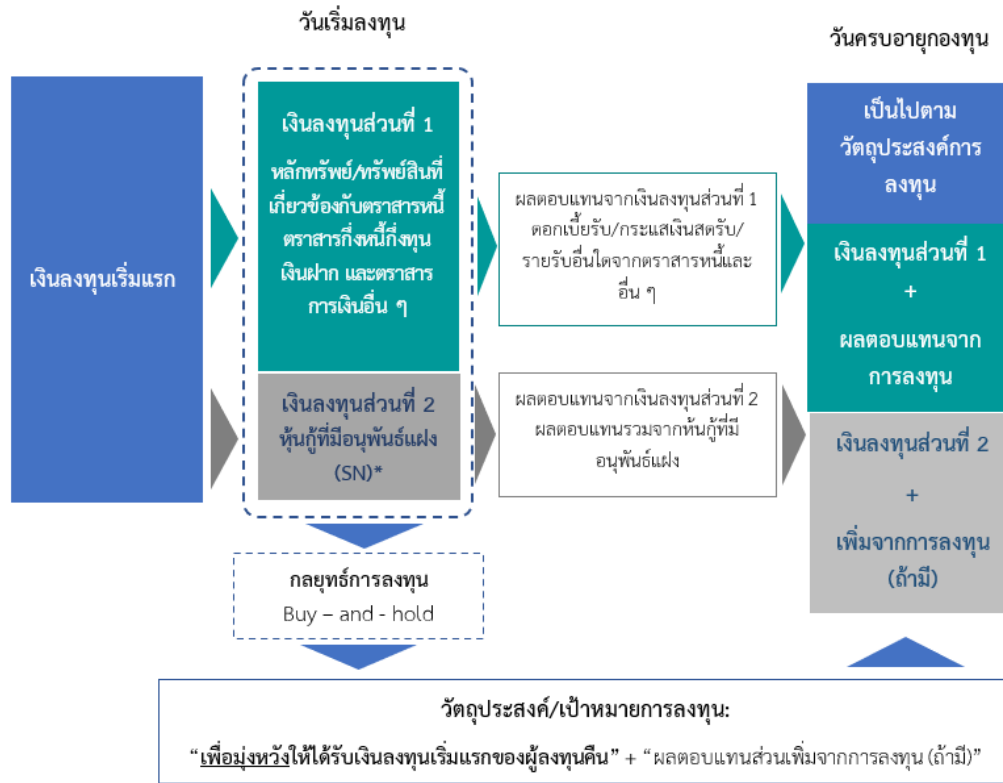 วันเริ่มลงทุน
วันครบอายุกองทุน
เงินลงทุนเริ่มแรก
เงินลงทุนส่วนที่ 1
หลักทรัพย์/ทรัพย์สินที่
เกี่ยวข้องกับตราสารหนี้
ตราสารกึ่งหนี้กึ่งทุน
เงินฝาก และตราสาร
การเงินอื่น ๆ
เงินลงทุนส่วนที่ 2
หุ้นกู้ที่มีอนุพันธ์แฝง
(SN)*
ผลตอบแทนจากเงินลงทุนส่วนที่ 1
ดอกเบี้ยรับ/กระแสเงินสดรับ/
รายรับอื่นใดจากตราสารหนี้และ
อื่น ๆ
ผลตอบแทนจากเงินลงทุนส่วนที่ 2
ผลตอบแทนรวมจากหุ้นกู้ที่มี
อนุพันธ์แฝง
เป็นไปตาม
วัตถุประสงค์การ
ลงทุน
เงินลงทุนส่วนที่ 1
+
ผลตอบแทนจาก
การลงทุน
เงินลงทุนส่วนที่ 2
+
เพิ่มจากการลงทุน
(ถ้ามี)
กลยุทธ์การลงทุน
Buy – and - hold
วัตถุประสงค์/เป้าหมายการลงทุน:
“เพื่อมุ่งหวังให้ได้รับเงินลงทุนเริ่มแรกของผู้ลงทุนคืน” + “ผลตอบแทนส่วนเพิ่มจากการลงทุน (ถ้ามี)”